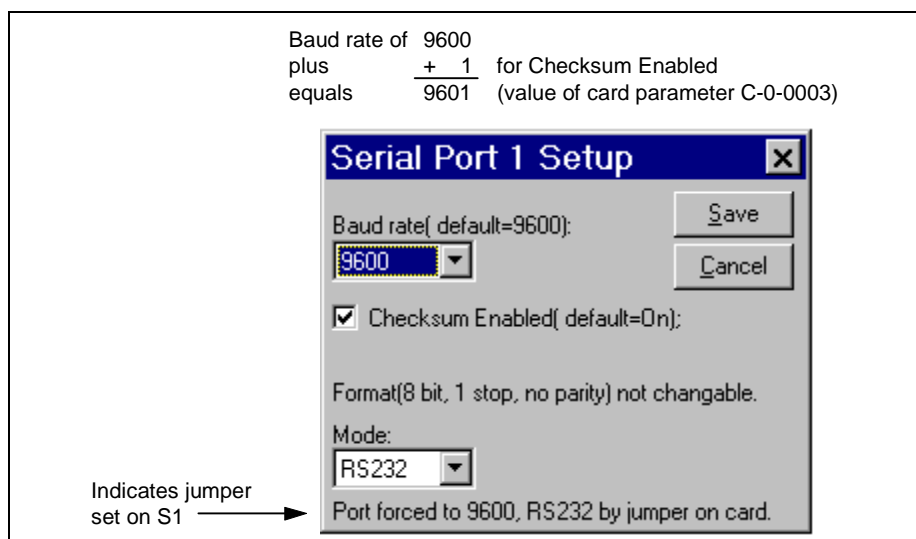 Baud rate of 9600
plus + 1 for Checksum Enabled
equals 9601 (value of card parameter C-0-0003)
Serial Port 1 Setup
Baud rate( default=9600):
Save
9600
Cancel
Checksum Enabled( default=On);
Format(8 bit, 1 stop, no parity) not changable.
Mode:
RS232
Indicates jumper
set on S1
Port forced to 9600, RS232 by jumper on card.